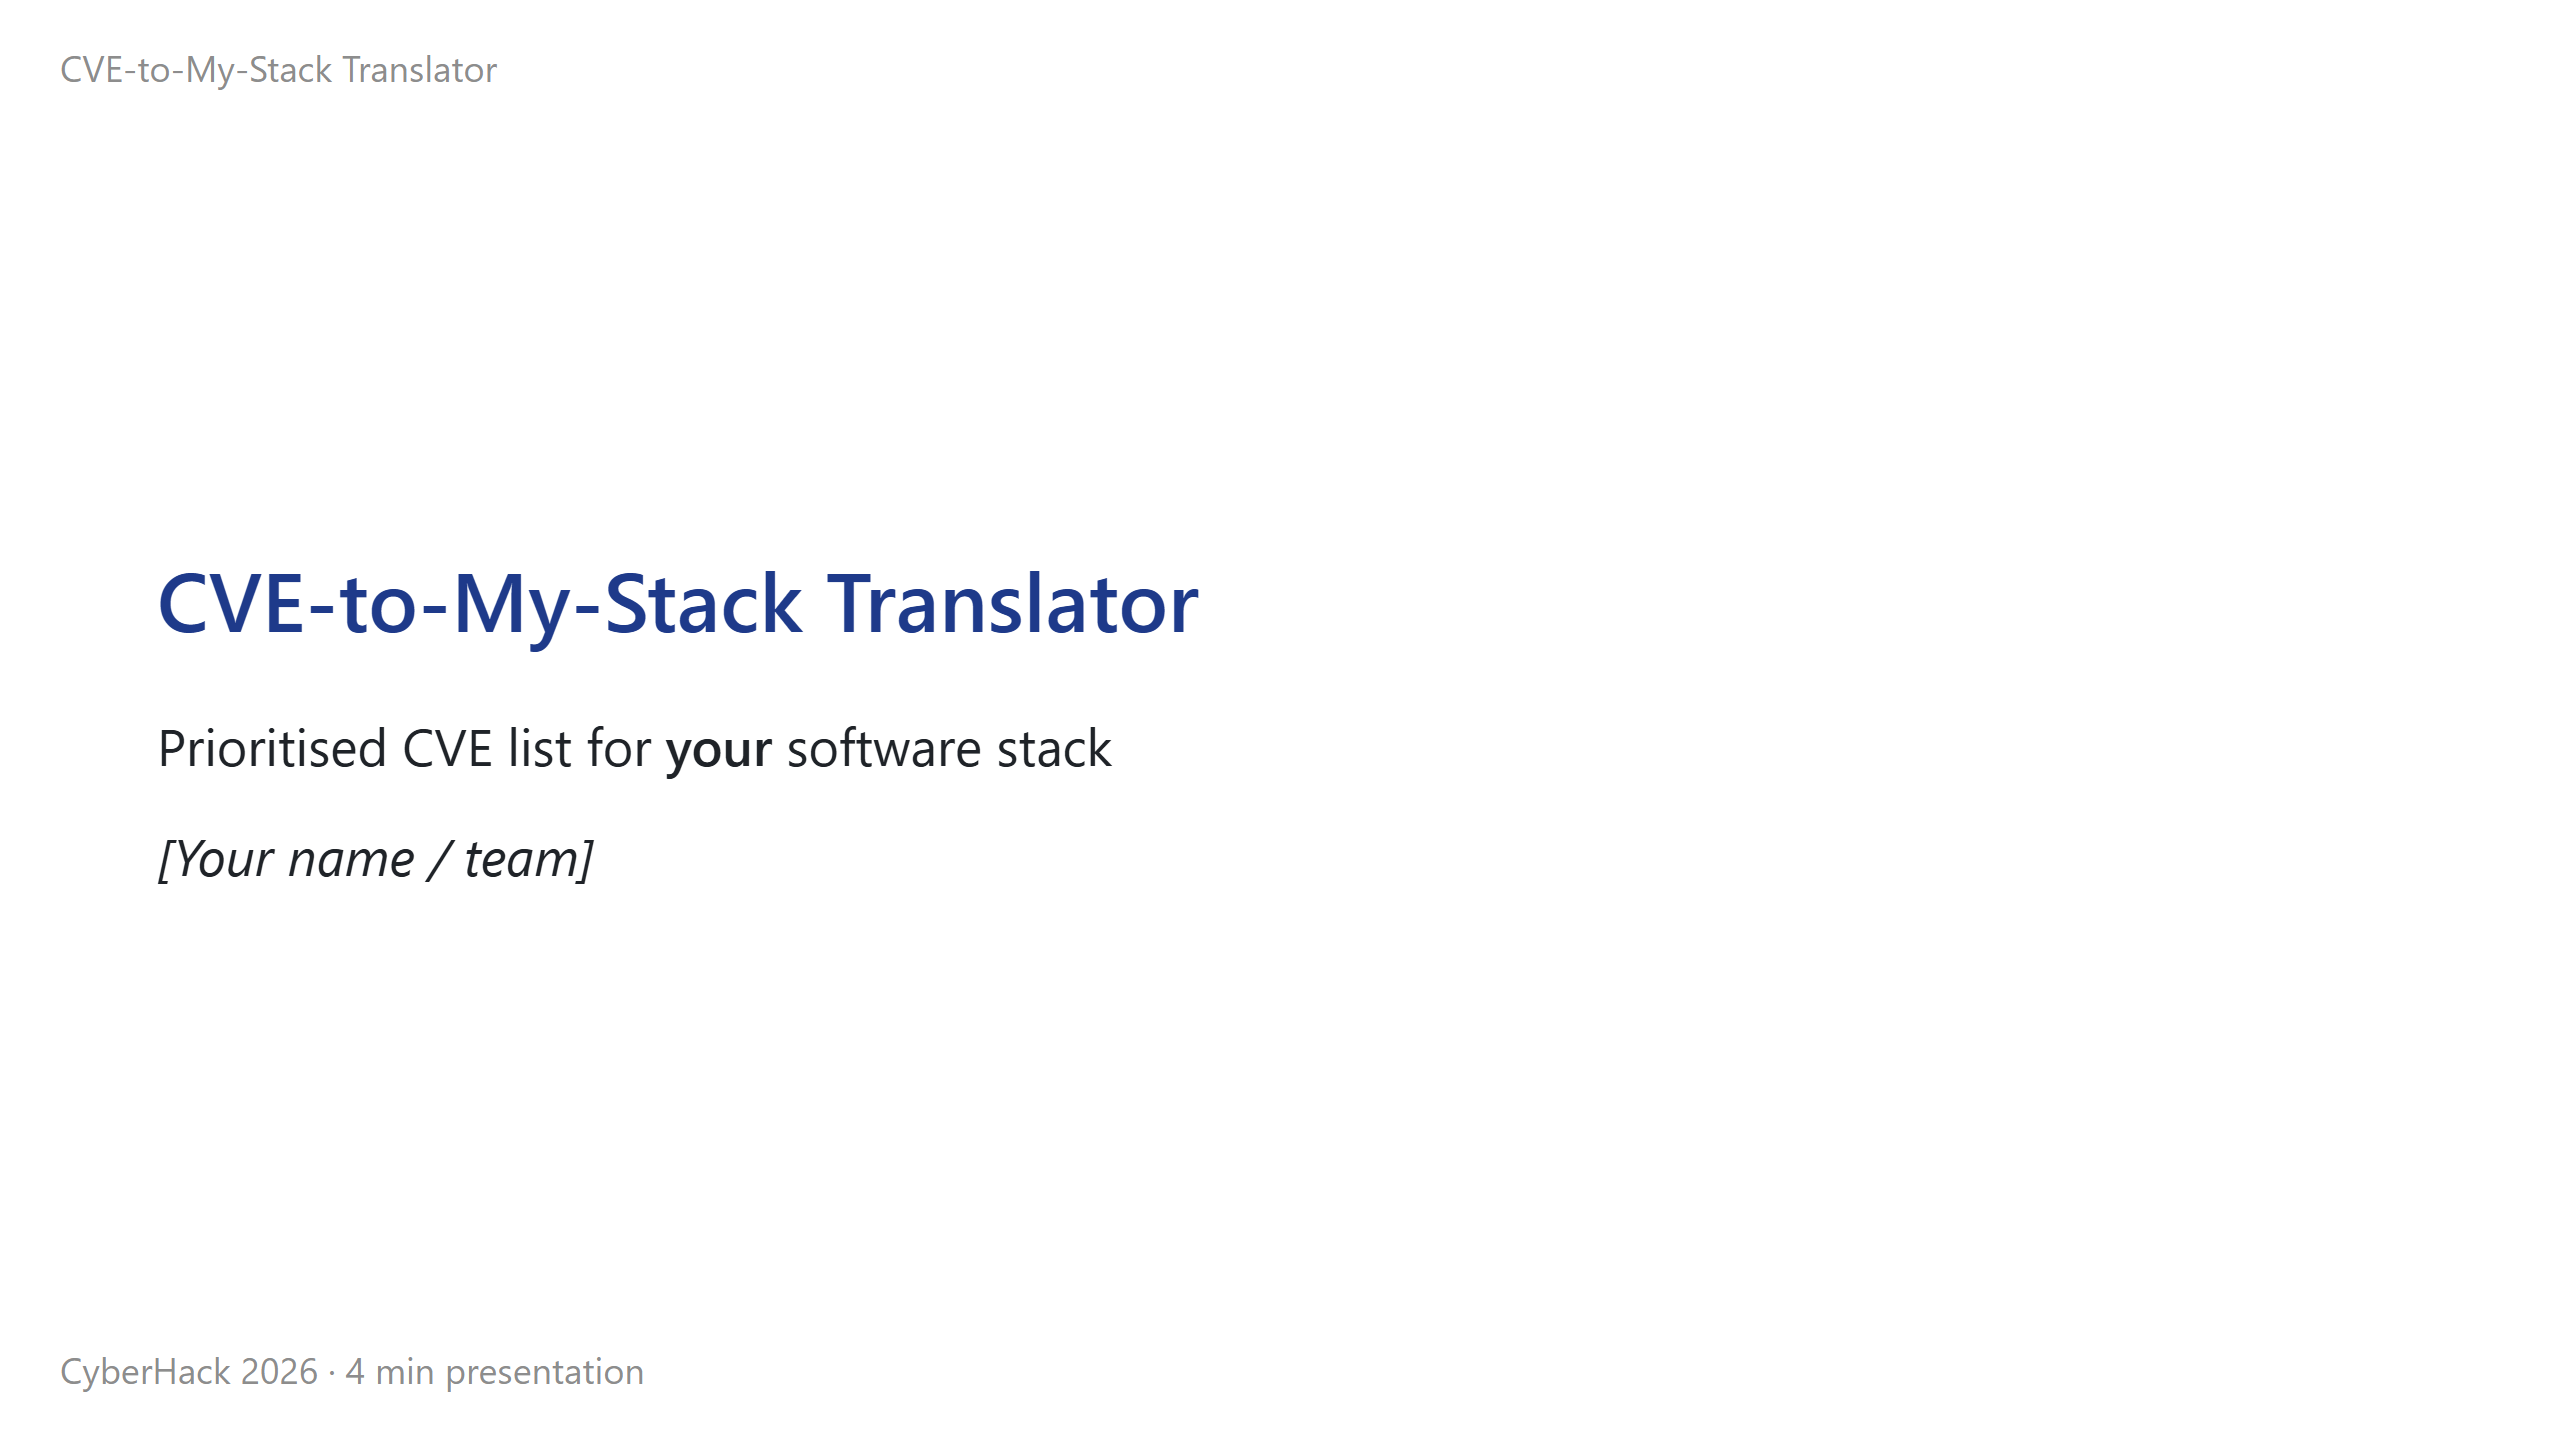 CVE-to-My-Stack Translator
CVE-to-My-Stack Translator
Prioritised CVE list for your software stack
[Your name / team]
CyberHack 2026 · 4 min presentation